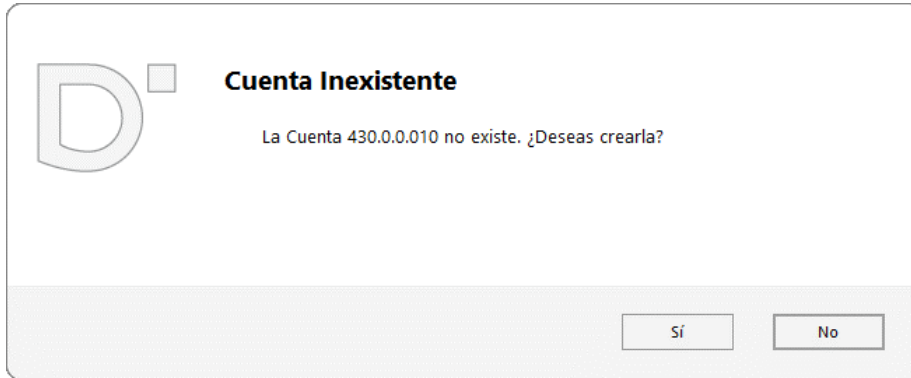 Cuenta Inexistente
La Cuenta 430.0.0.010 no existe. ¿Deseas crearla?
Sí
No